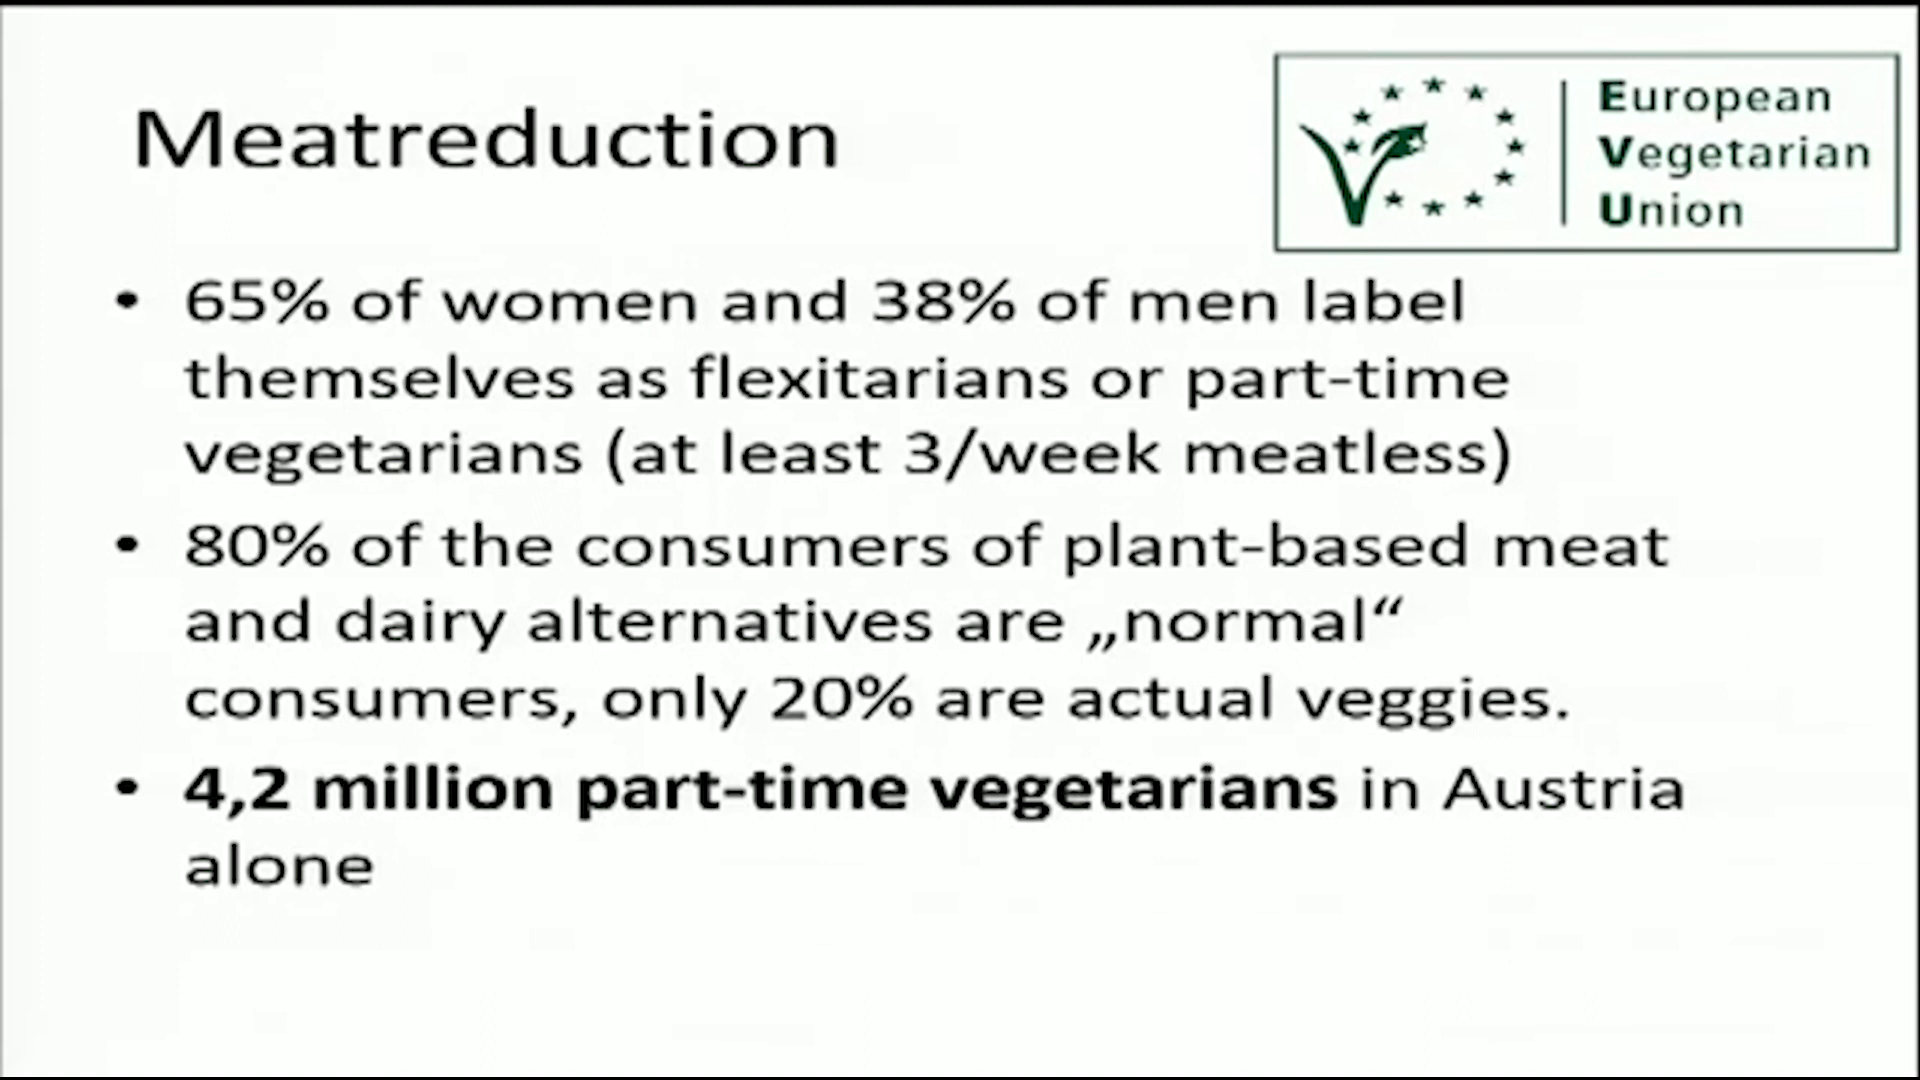 Meatreduction
European
Vegetarian
Union
• 65% of women and 38% of men label
themselves as flexitarians or part-time
vegetarians (at least 3/week meatless)
• 80% of the consumers of plant-based meat
and dairy alternatives are „normal“
consumers, only 20% are actual veggies.
• 4,2 million part-time vegetarians in Austria
alone